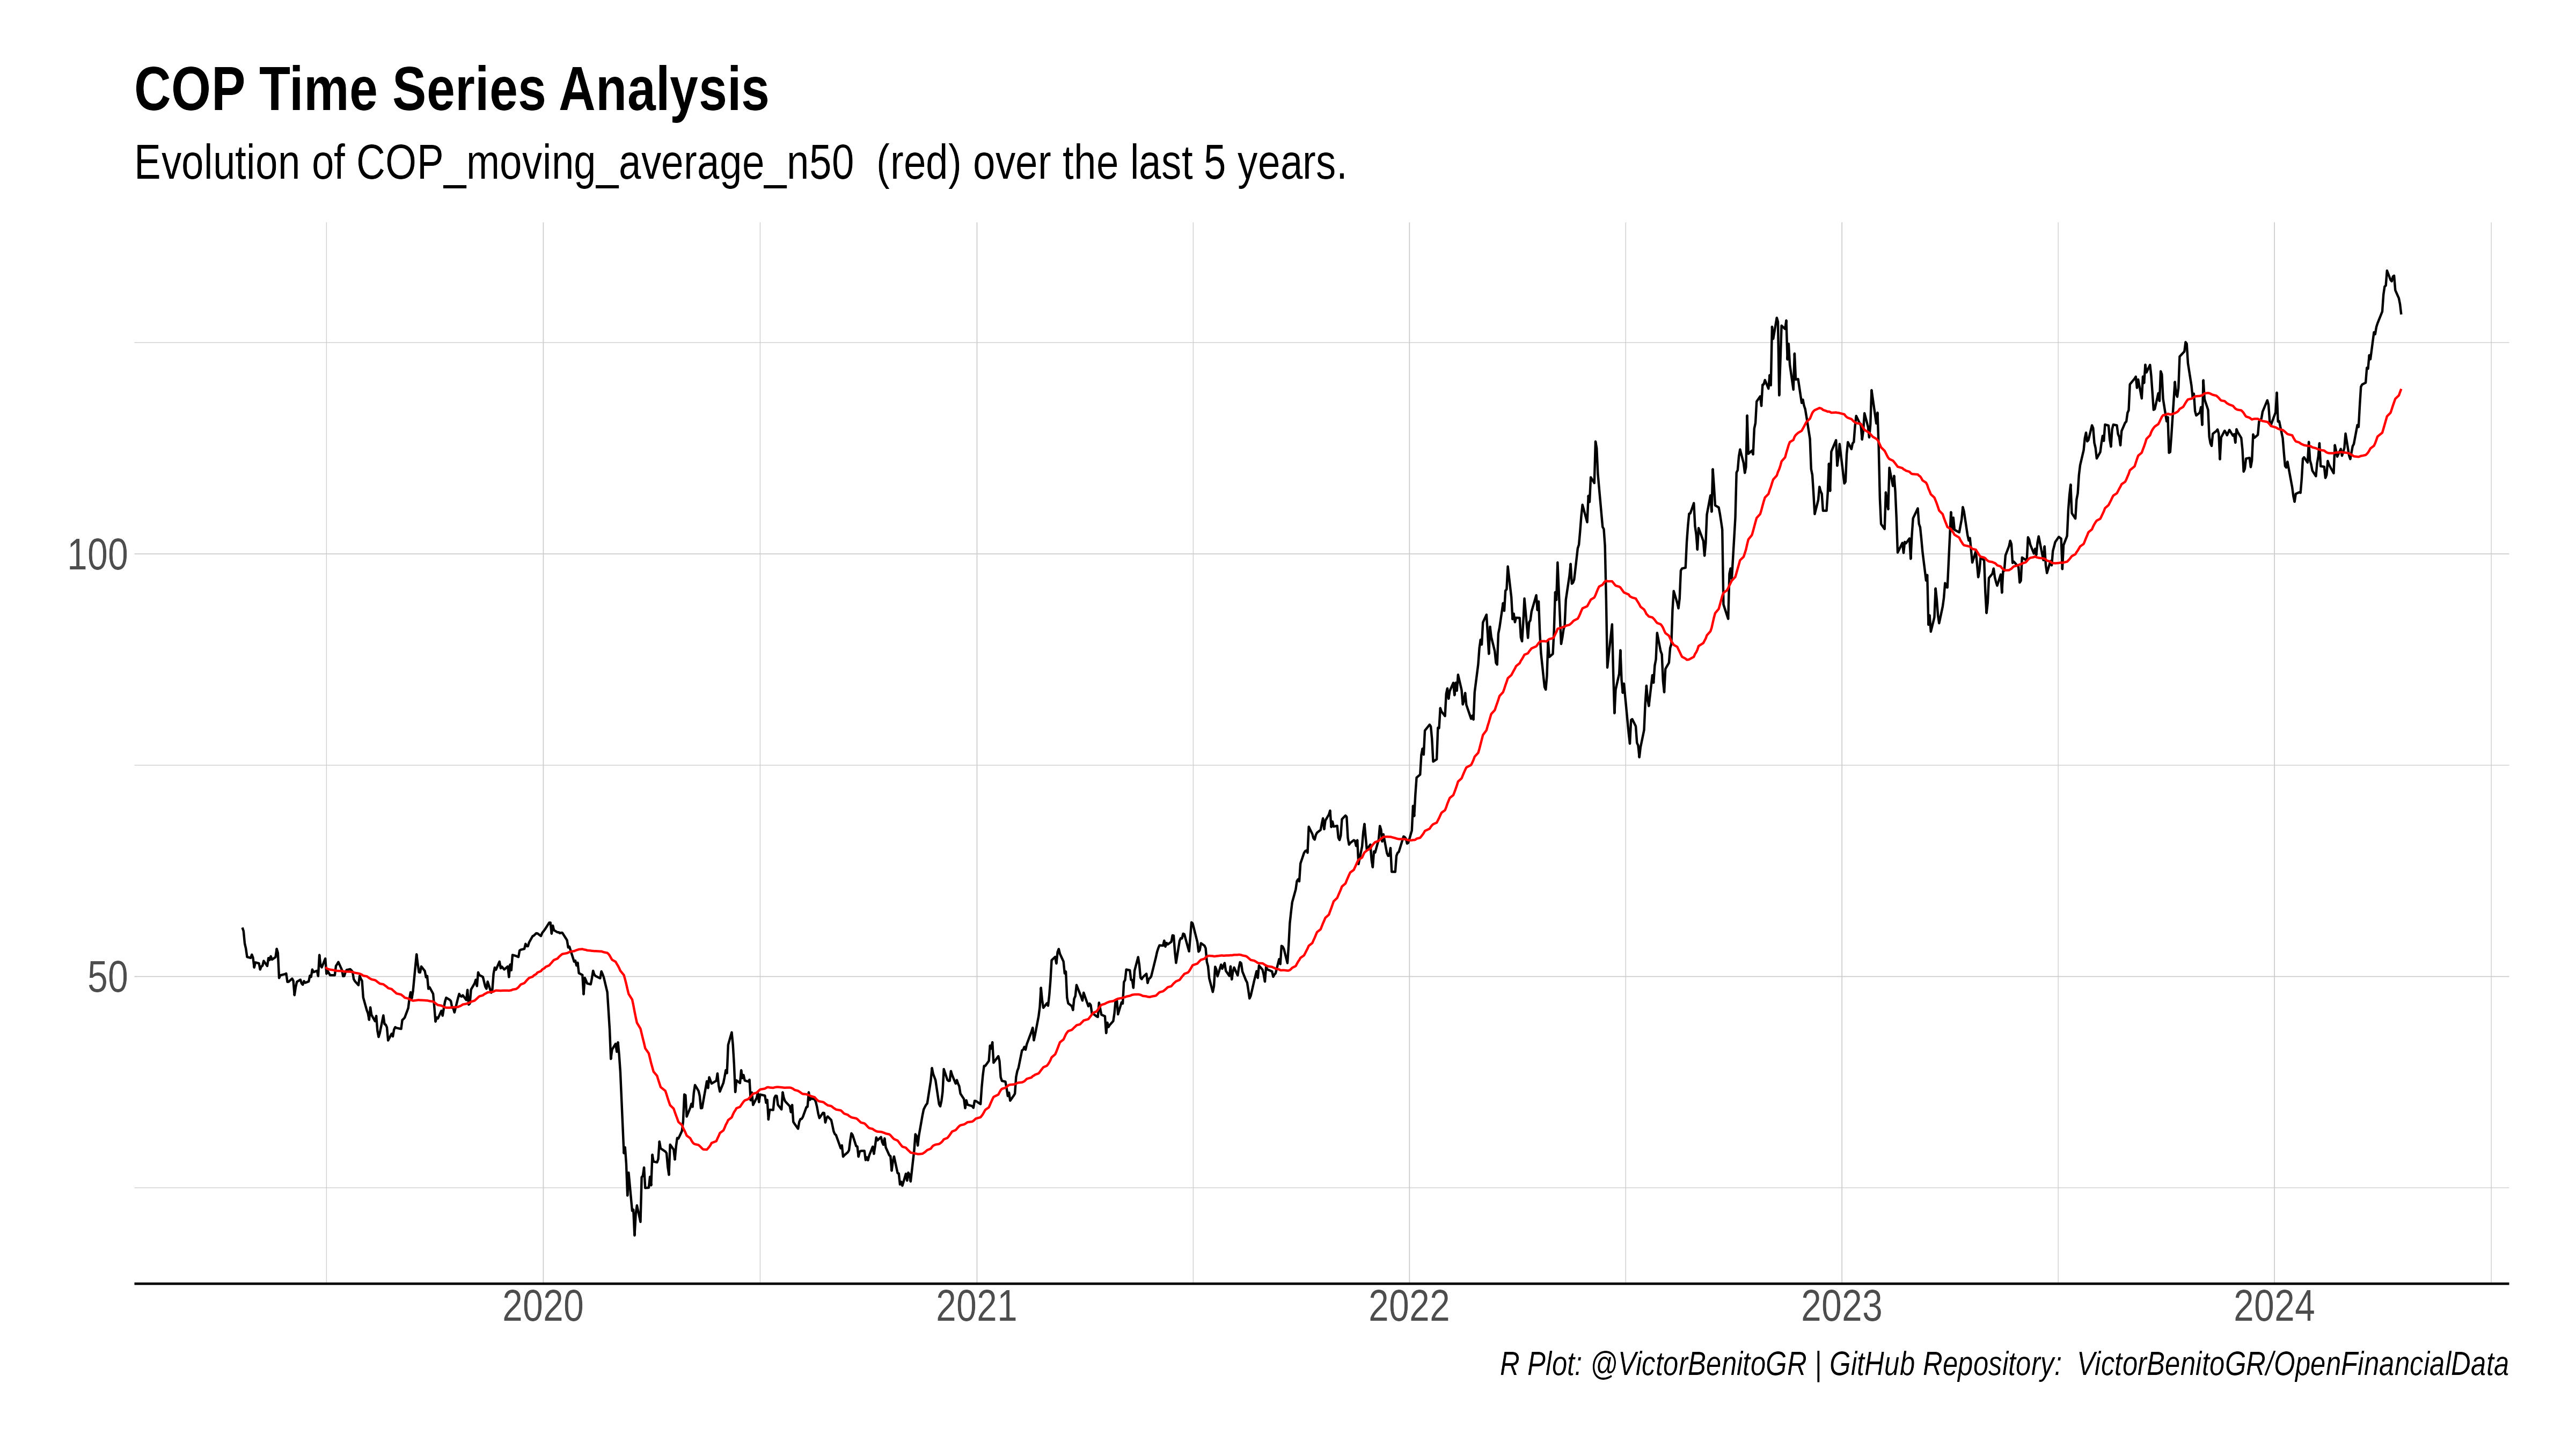 COP Time Series Analysis
Evolution of COP_moving_average_n50  (red) over the last 5 years.
100
50
2020 2021 2022 2023 2024
R Plot: @VictorBenitoGR | GitHub Repository:  VictorBenitoGR/OpenFinancialData